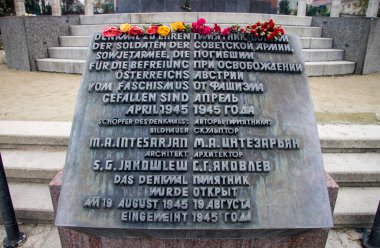 DENKMAL ZU EHREN ПАМЯТНИК
DER SOLDATEN DER СОВЕТСКОЙ АРМИИ,
SOWJETARMEE, DIE ПОГИБШИМ
FÜR DIE BEFREIUNG ПРИ ОСВОБОЖДЕНИИ
ÖSTERREICHS АВСТРИИ
VOM FASCHISMUS ОТ ФАШИЗМА
GEFALLEN SIND АПРЕЛЬ
APRIL 1945 1945 ГОДА
SCHÖPFER DES DENKMALS: АВТОРЫ ПАМЯТНИКА:
BILDHAUER СКУЛЬПТОР
M.A. INTESARJAN М.А. ИНТЕЗАРЬЯН
ARCHITEKT АРХИТЕКТОР
S.G. JAKOWLEW С.Г. ЯКОВЛЕВ
DAS DENKMAL ПАМЯТНИК
WURDE ОТКРЫТ
AM 19 AUGUST 1945 19 АВГУСТА
EINGEWEIHT 1945 ГОДА